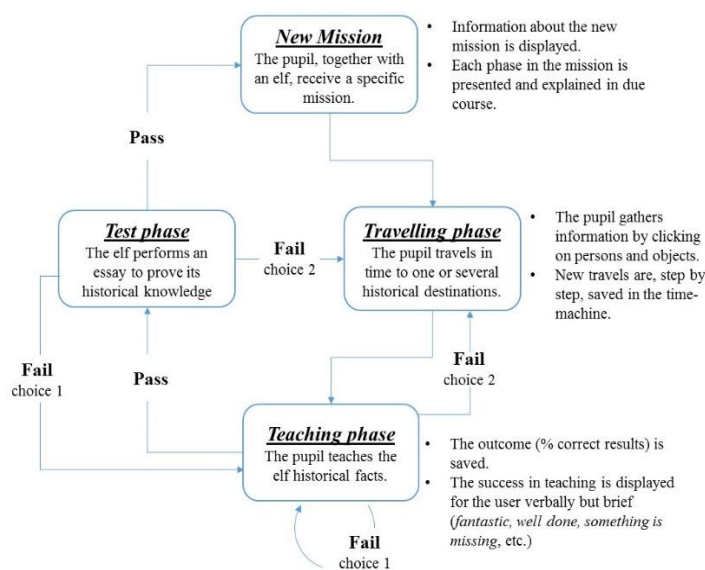 New Mission
The pupil, together with
an elf, receive a specific
mission.
• Information about the new
mission is displayed.
• Each phase in the mission is
presented and explained in due
course.
Pass
Test phase
The elf performs an
essay to prove its
historical knowledge
Fail
choice 2
Travelling phase
The pupil travels in
time to one or several
historical destinations.
• The pupil gathers
information by clicking
on persons and objects.
• New travels are, step by
step, saved in the time-
machine.
Fail
choice 1
Pass
Fail
choice 2
Teaching phase
The pupil teaches the
elf historical facts.
• The outcome (% correct results) is
saved.
• The success in teaching is displayed
for the user verbally but brief
(fantastic, well done, something is
missing, etc.)
Fail
choice 1